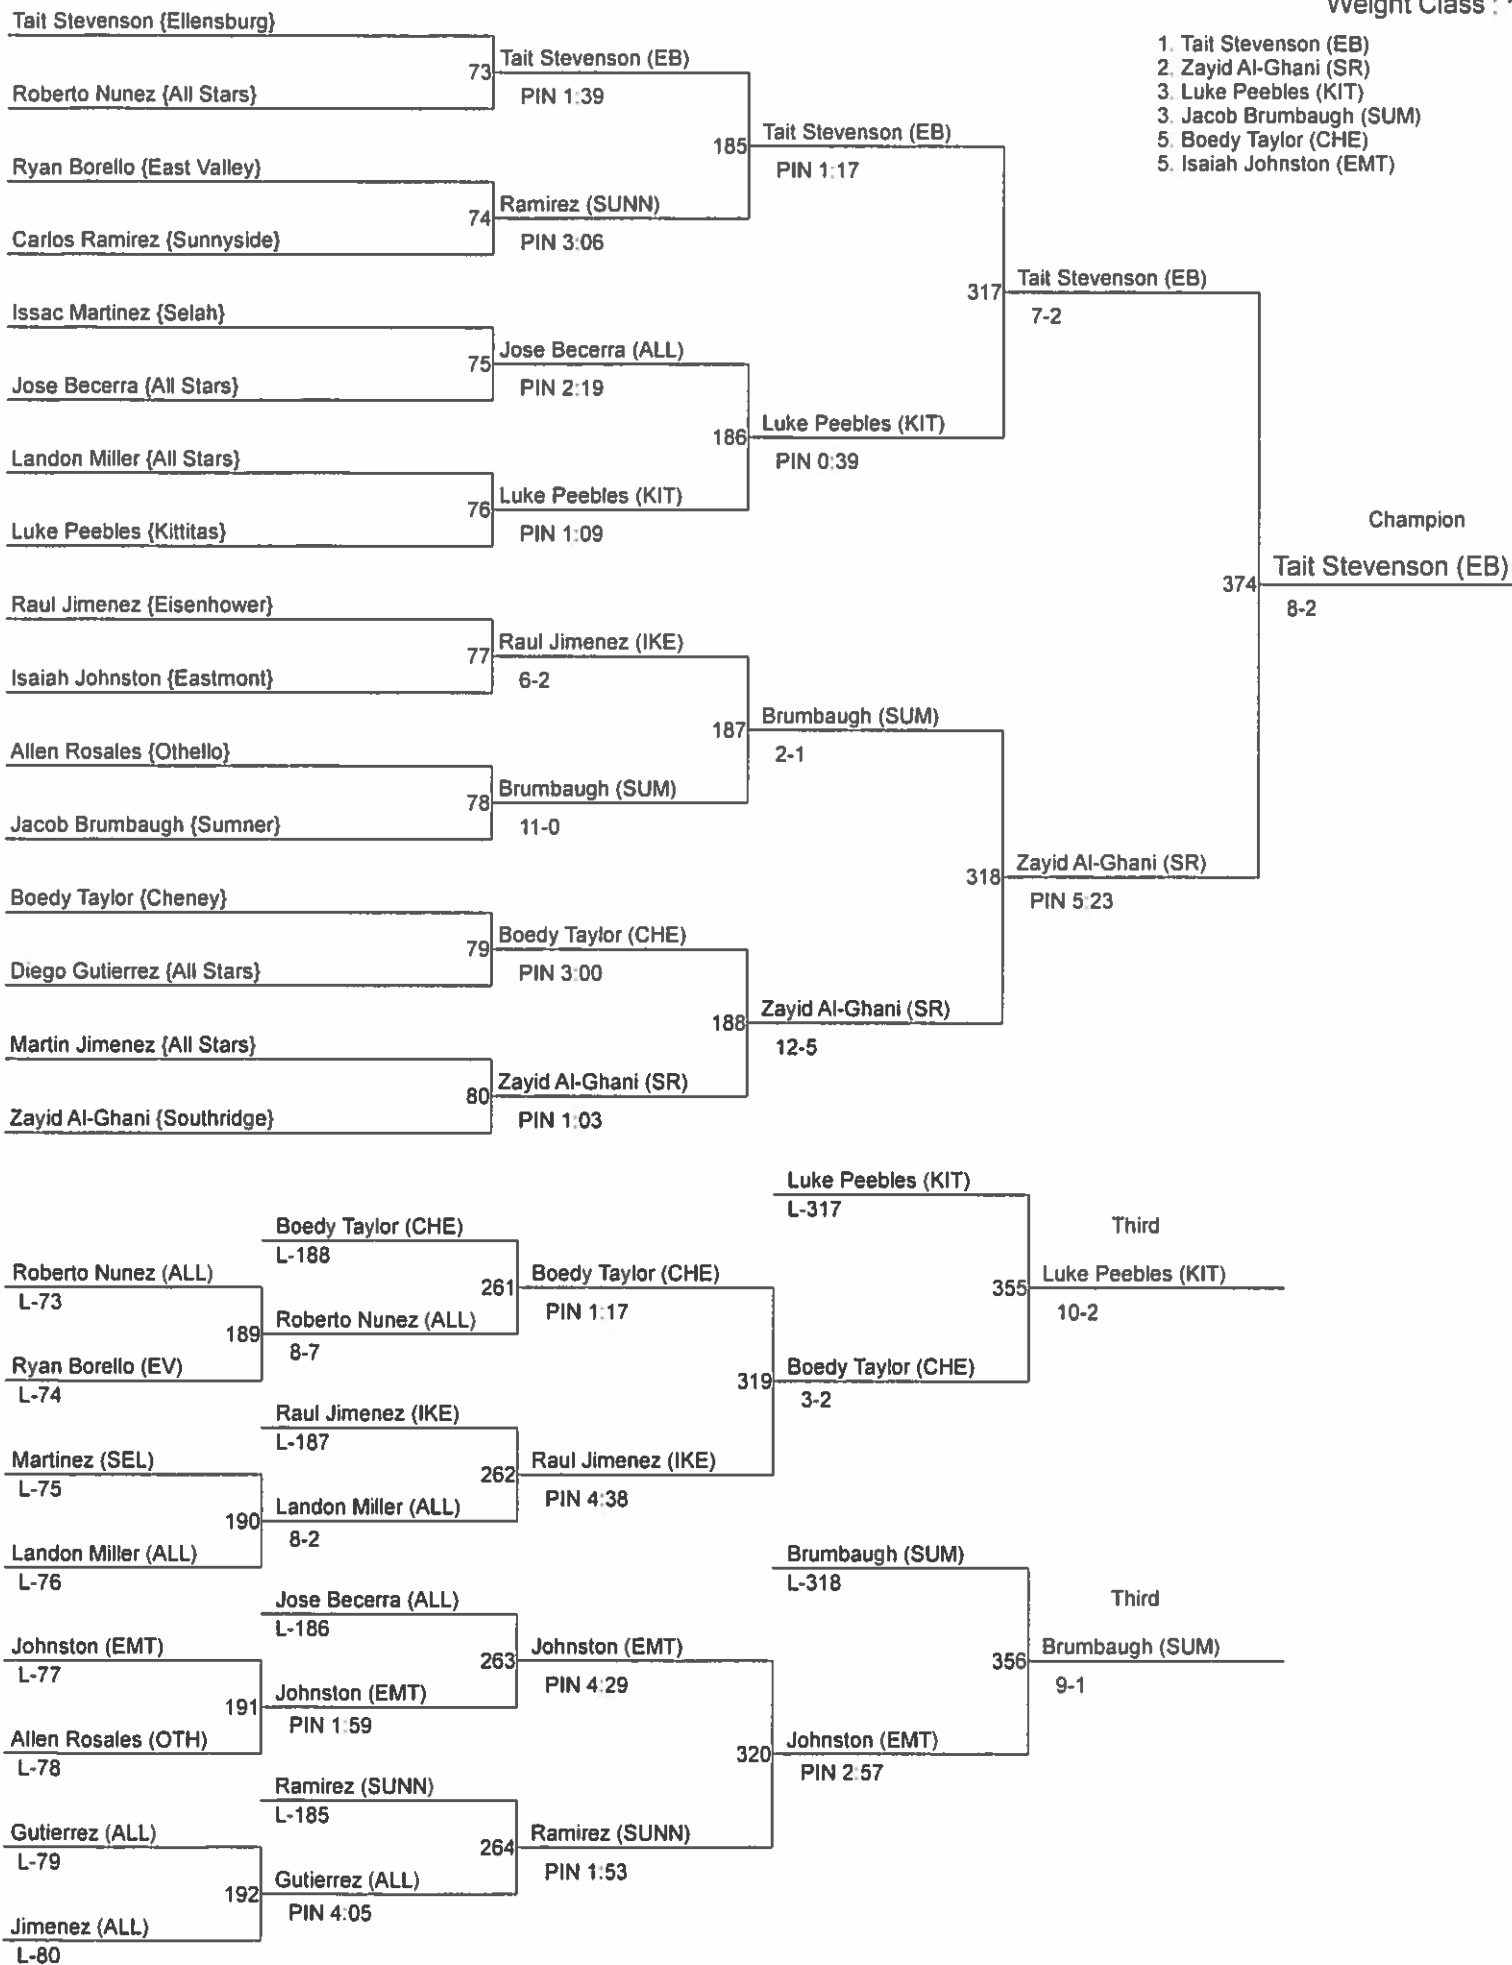 Weight Class :
1. Tait Stevenson (EB)
2. Zayid Al-Ghani (SR)
3. Luke Peebles (KIT)
3. Jacob Brumbaugh (SUM)
5. Boedy Taylor (CHE)
5. Isaiah Johnston (EMT)
Tait Stevenson {Ellensburg}
73
Tait Stevenson (EB)
PIN 1:39
Roberto Nunez {All Stars}
185
Tait Stevenson (EB)
PIN 1:17
Ryan Borello {East Valley}
74
Ramirez (SUNN)
PIN 3:06
Carlos Ramirez {Sunnyside}
317
Tait Stevenson (EB)
7-2
Issac Martinez {Selah}
75
Jose Becerra (ALL)
PIN 2:19
Jose Becerra {All Stars}
186
Luke Peebles (KIT)
PIN 0:39
Landon Miller {All Stars}
76
Luke Peebles (KIT)
PIN 1:09
Luke Peebles {Kittitas}
Champion
374
Tait Stevenson (EB)
8-2
Raul Jimenez {Eisenhower}
77
Raul Jimenez (IKE)
6-2
Isaiah Johnston {Eastmont}
187
Brumbaugh (SUM)
2-1
Allen Rosales {Othello}
78
Brumbaugh (SUM)
11-0
Jacob Brumbaugh {Sumner}
318
Zayid Al-Ghani (SR)
PIN 5:23
Boedy Taylor {Cheney}
79
Boedy Taylor (CHE)
PIN 3:00
Diego Gutierrez {All Stars}
188
Zayid Al-Ghani (SR)
12-5
Martin Jimenez {All Stars}
80
Zayid Al-Ghani (SR)
PIN 1:03
Zayid Al-Ghani {Southridge}
Luke Peebles (KIT)
L-317
Third
355
Luke Peebles (KIT)
10-2
Boedy Taylor (CHE)
L-188
261
Boedy Taylor (CHE)
PIN 1:17
Roberto Nunez (ALL)
L-73
189
Roberto Nunez (ALL)
8-7
Ryan Borello (EV)
L-74
319
Boedy Taylor (CHE)
3-2
Raul Jimenez (IKE)
L-187
262
Raul Jimenez (IKE)
PIN 4:38
Martinez (SEL)
L-75
190
Landon Miller (ALL)
8-2
Landon Miller (ALL)
L-76
Brumbaugh (SUM)
L-318
Third
356
Brumbaugh (SUM)
9-1
Jose Becerra (ALL)
L-186
263
Johnston (EMT)
PIN 4:29
Johnston (EMT)
L-77
191
Johnston (EMT)
PIN 1:59
Allen Rosales (OTH)
L-78
320
Johnston (EMT)
PIN 2:57
Ramirez (SUNN)
L-185
264
Ramirez (SUNN)
PIN 1:53
Gutierrez (ALL)
L-79
192
Gutierrez (ALL)
PIN 4:05
Jimenez (ALL)
L-80